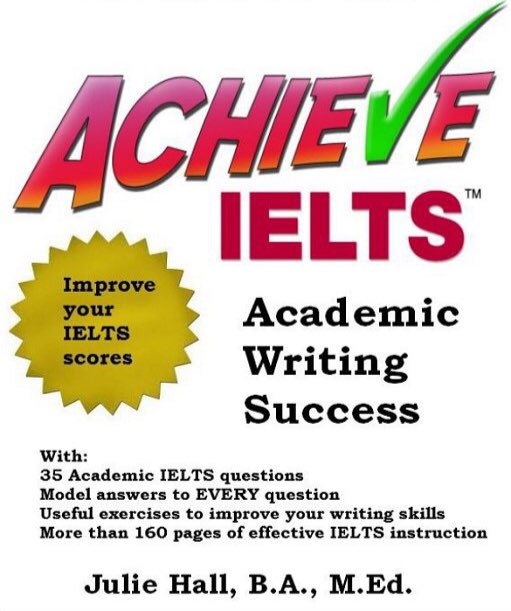 ACHIEVE
IELTS™
Improve
your
IELTS
scores
Academic
Writing
Success
With:
35 Academic IELTS questions
Model answers to EVERY question
Useful exercises to improve your writing skills
More than 160 pages of effective IELTS instruction
Julie Hall, B.A., M.Ed.